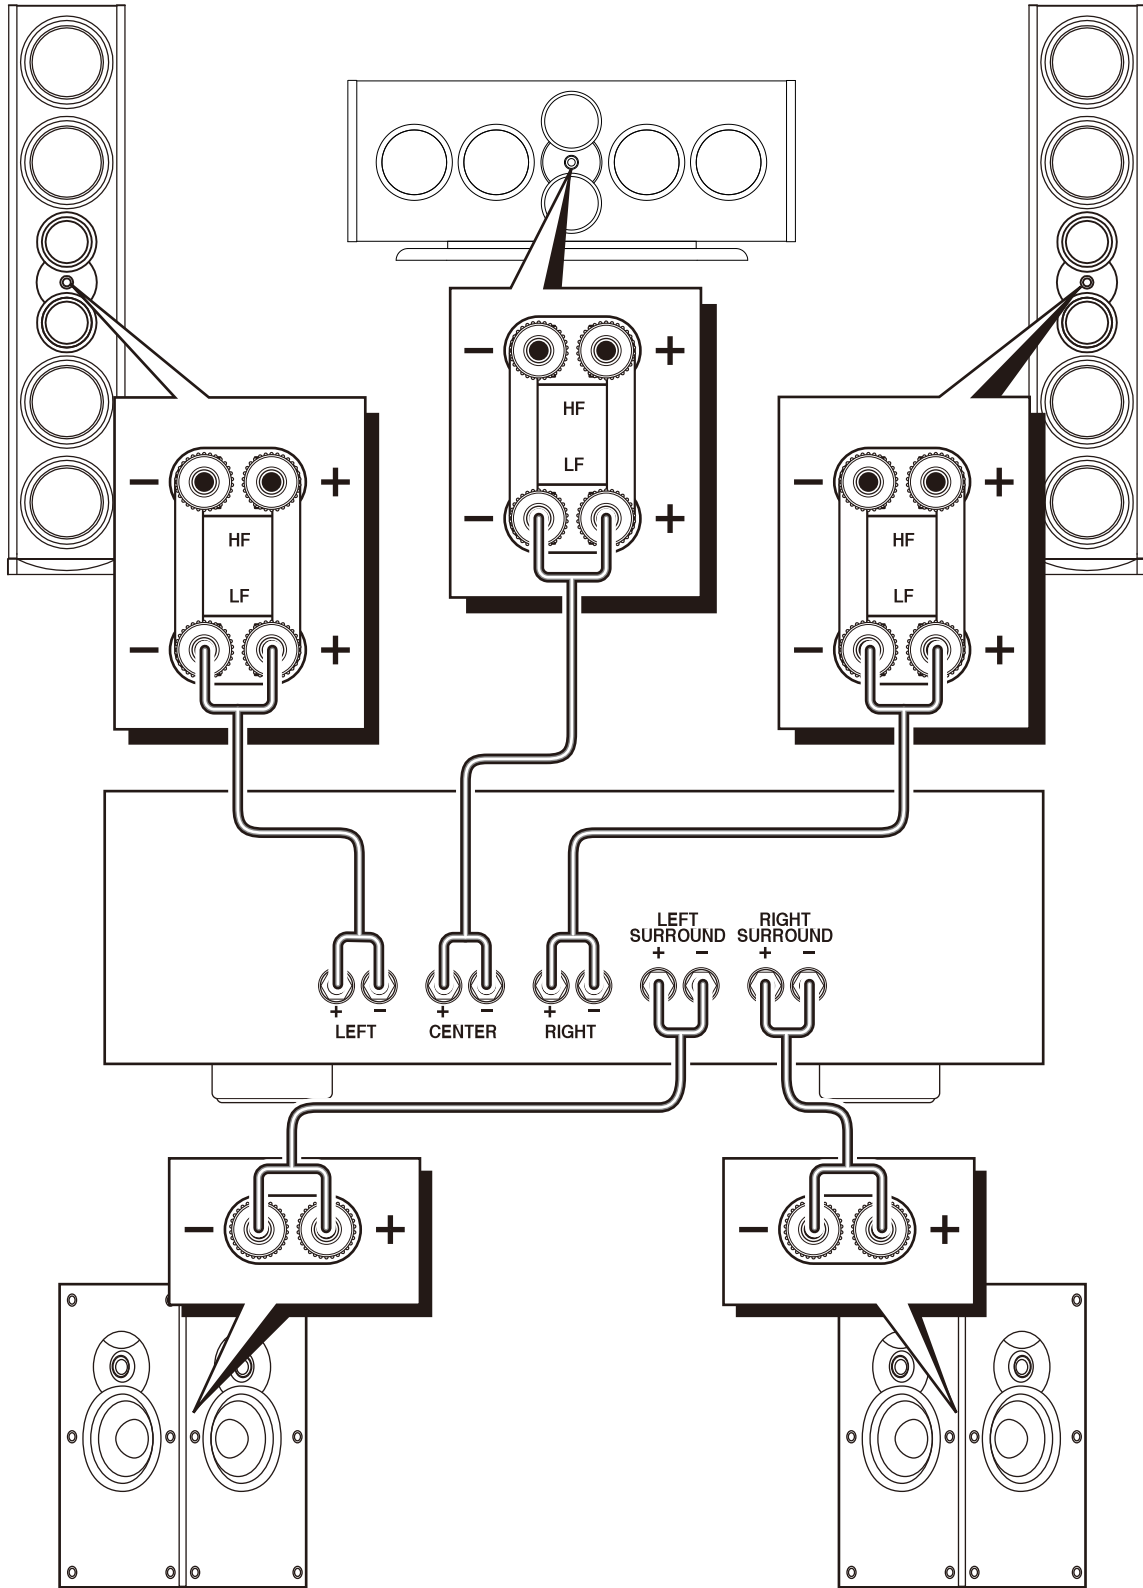 − +
HF
LF
− +
− +
HF
LF
− +
− +
HF
LF
− +
LEFT
SURROUND
+ −
RIGHT
SURROUND
+ −
+ −
LEFT
+ −
CENTER
+ −
RIGHT
− +
− +